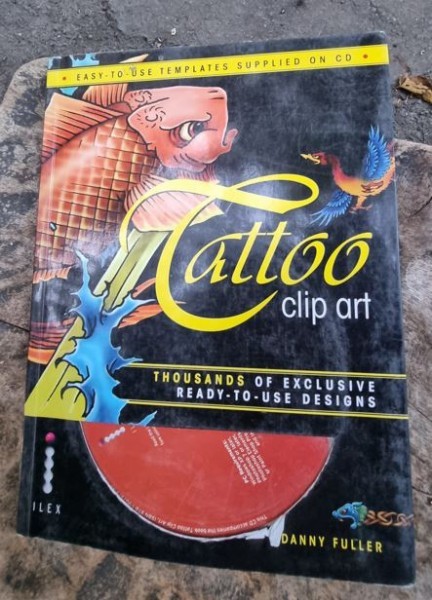 • EASY-TO-USE TEMPLATES SUPPLIED ON CD •
Tattoo
clip art
THOUSANDS OF EXCLUSIVE
READY-TO-USE DESIGNS
ILEX
DANNY FULLER